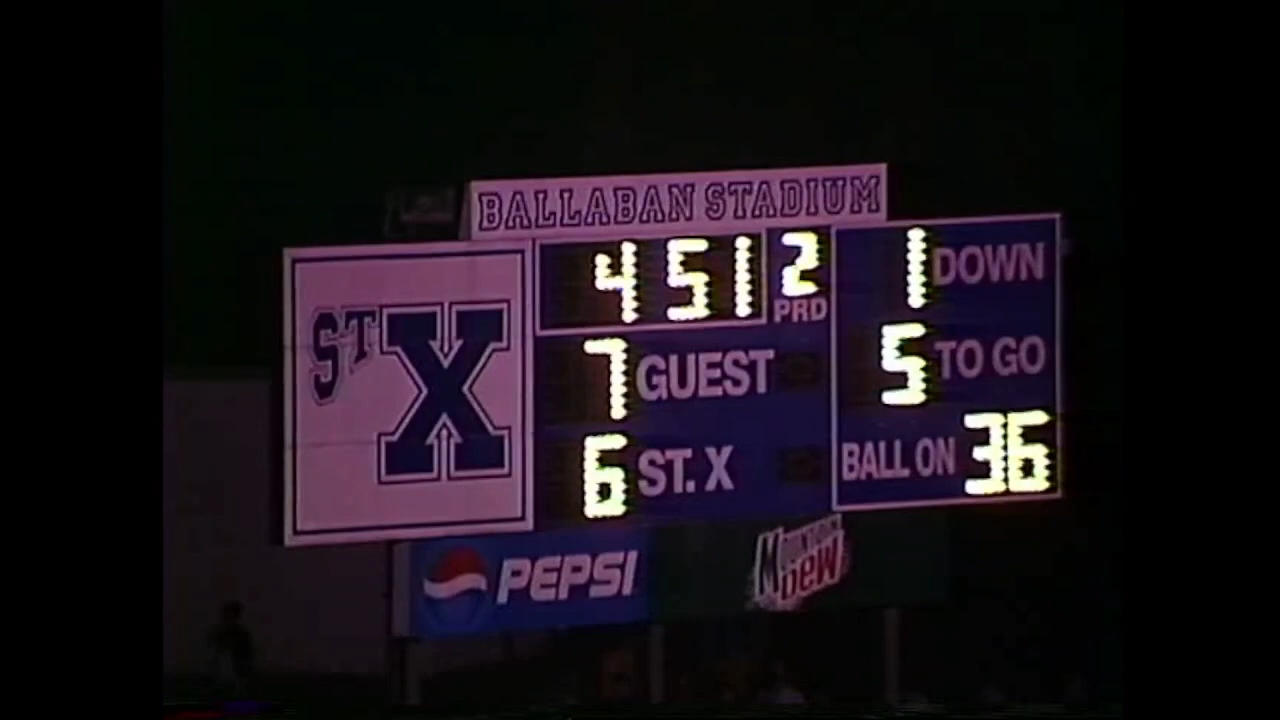 BALLABAN STADIUM
ST X
4 51
2 PRD
1 DOWN
7 GUEST
5 TO GO
6 ST. X
BALL ON 36
PEPSI
MOUNTAIN DEW